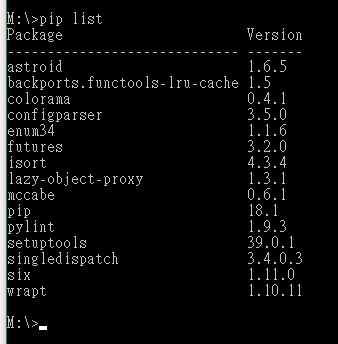 M:\>pip list
Package                      Version
---------------------------- -------
astroid                      1.6.5
backports.functools-lru-cache 1.5
colorama                     0.4.1
configparser                 3.5.0
enum34                       1.1.6
futures                      3.2.0
isort                        4.3.4
lazy-object-proxy            1.3.1
mccabe                       0.6.1
pip                          18.1
pylint                       1.9.3
setuptools                   39.0.1
singledispatch               3.4.0.3
six                          1.11.0
wrapt                        1.10.11
M:\>